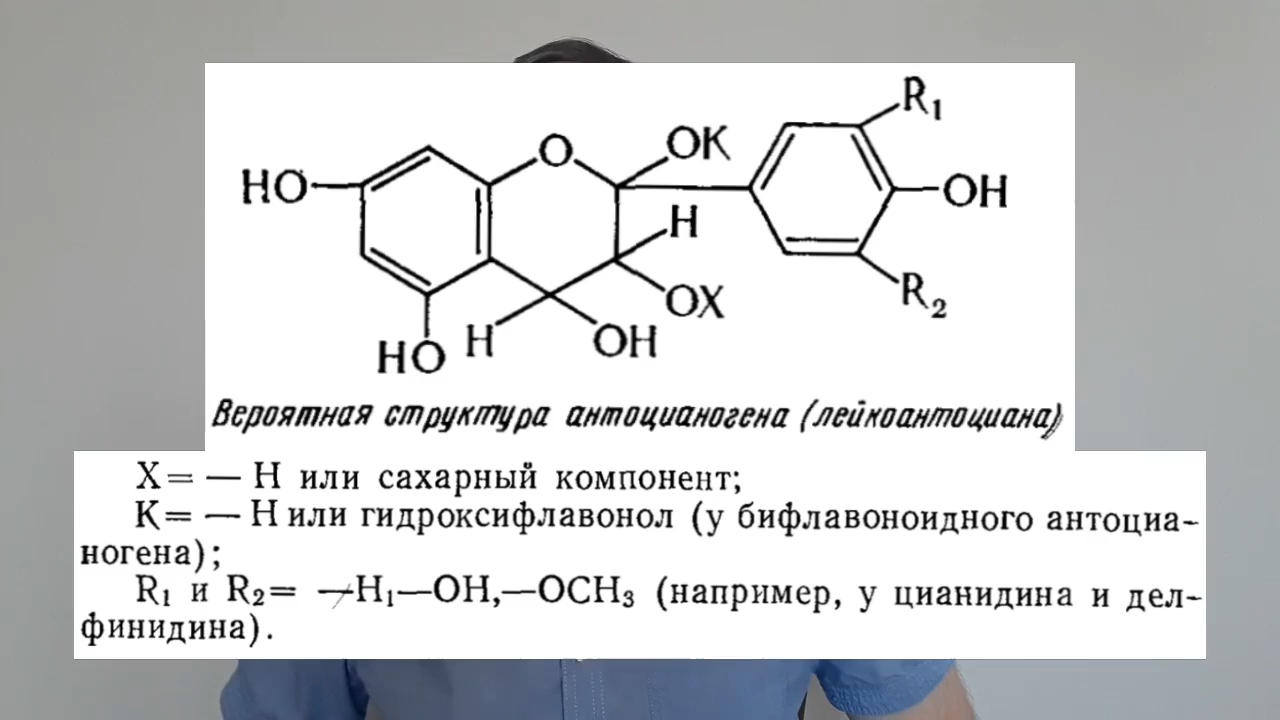 R₁
O
OK
HO
OH
H
OX
R₂
HO
H
OH
Вероятная структура антоцианогена (лейкоантоциана)
X= — H или сахарный компонент;
K= — H или гидроксифлавонол (у бифлавоноидного антоциа-
ногена);
R₁ и R₂= —H₁—OH,—OCH₃ (например, у цианидина и дел-
финидина).